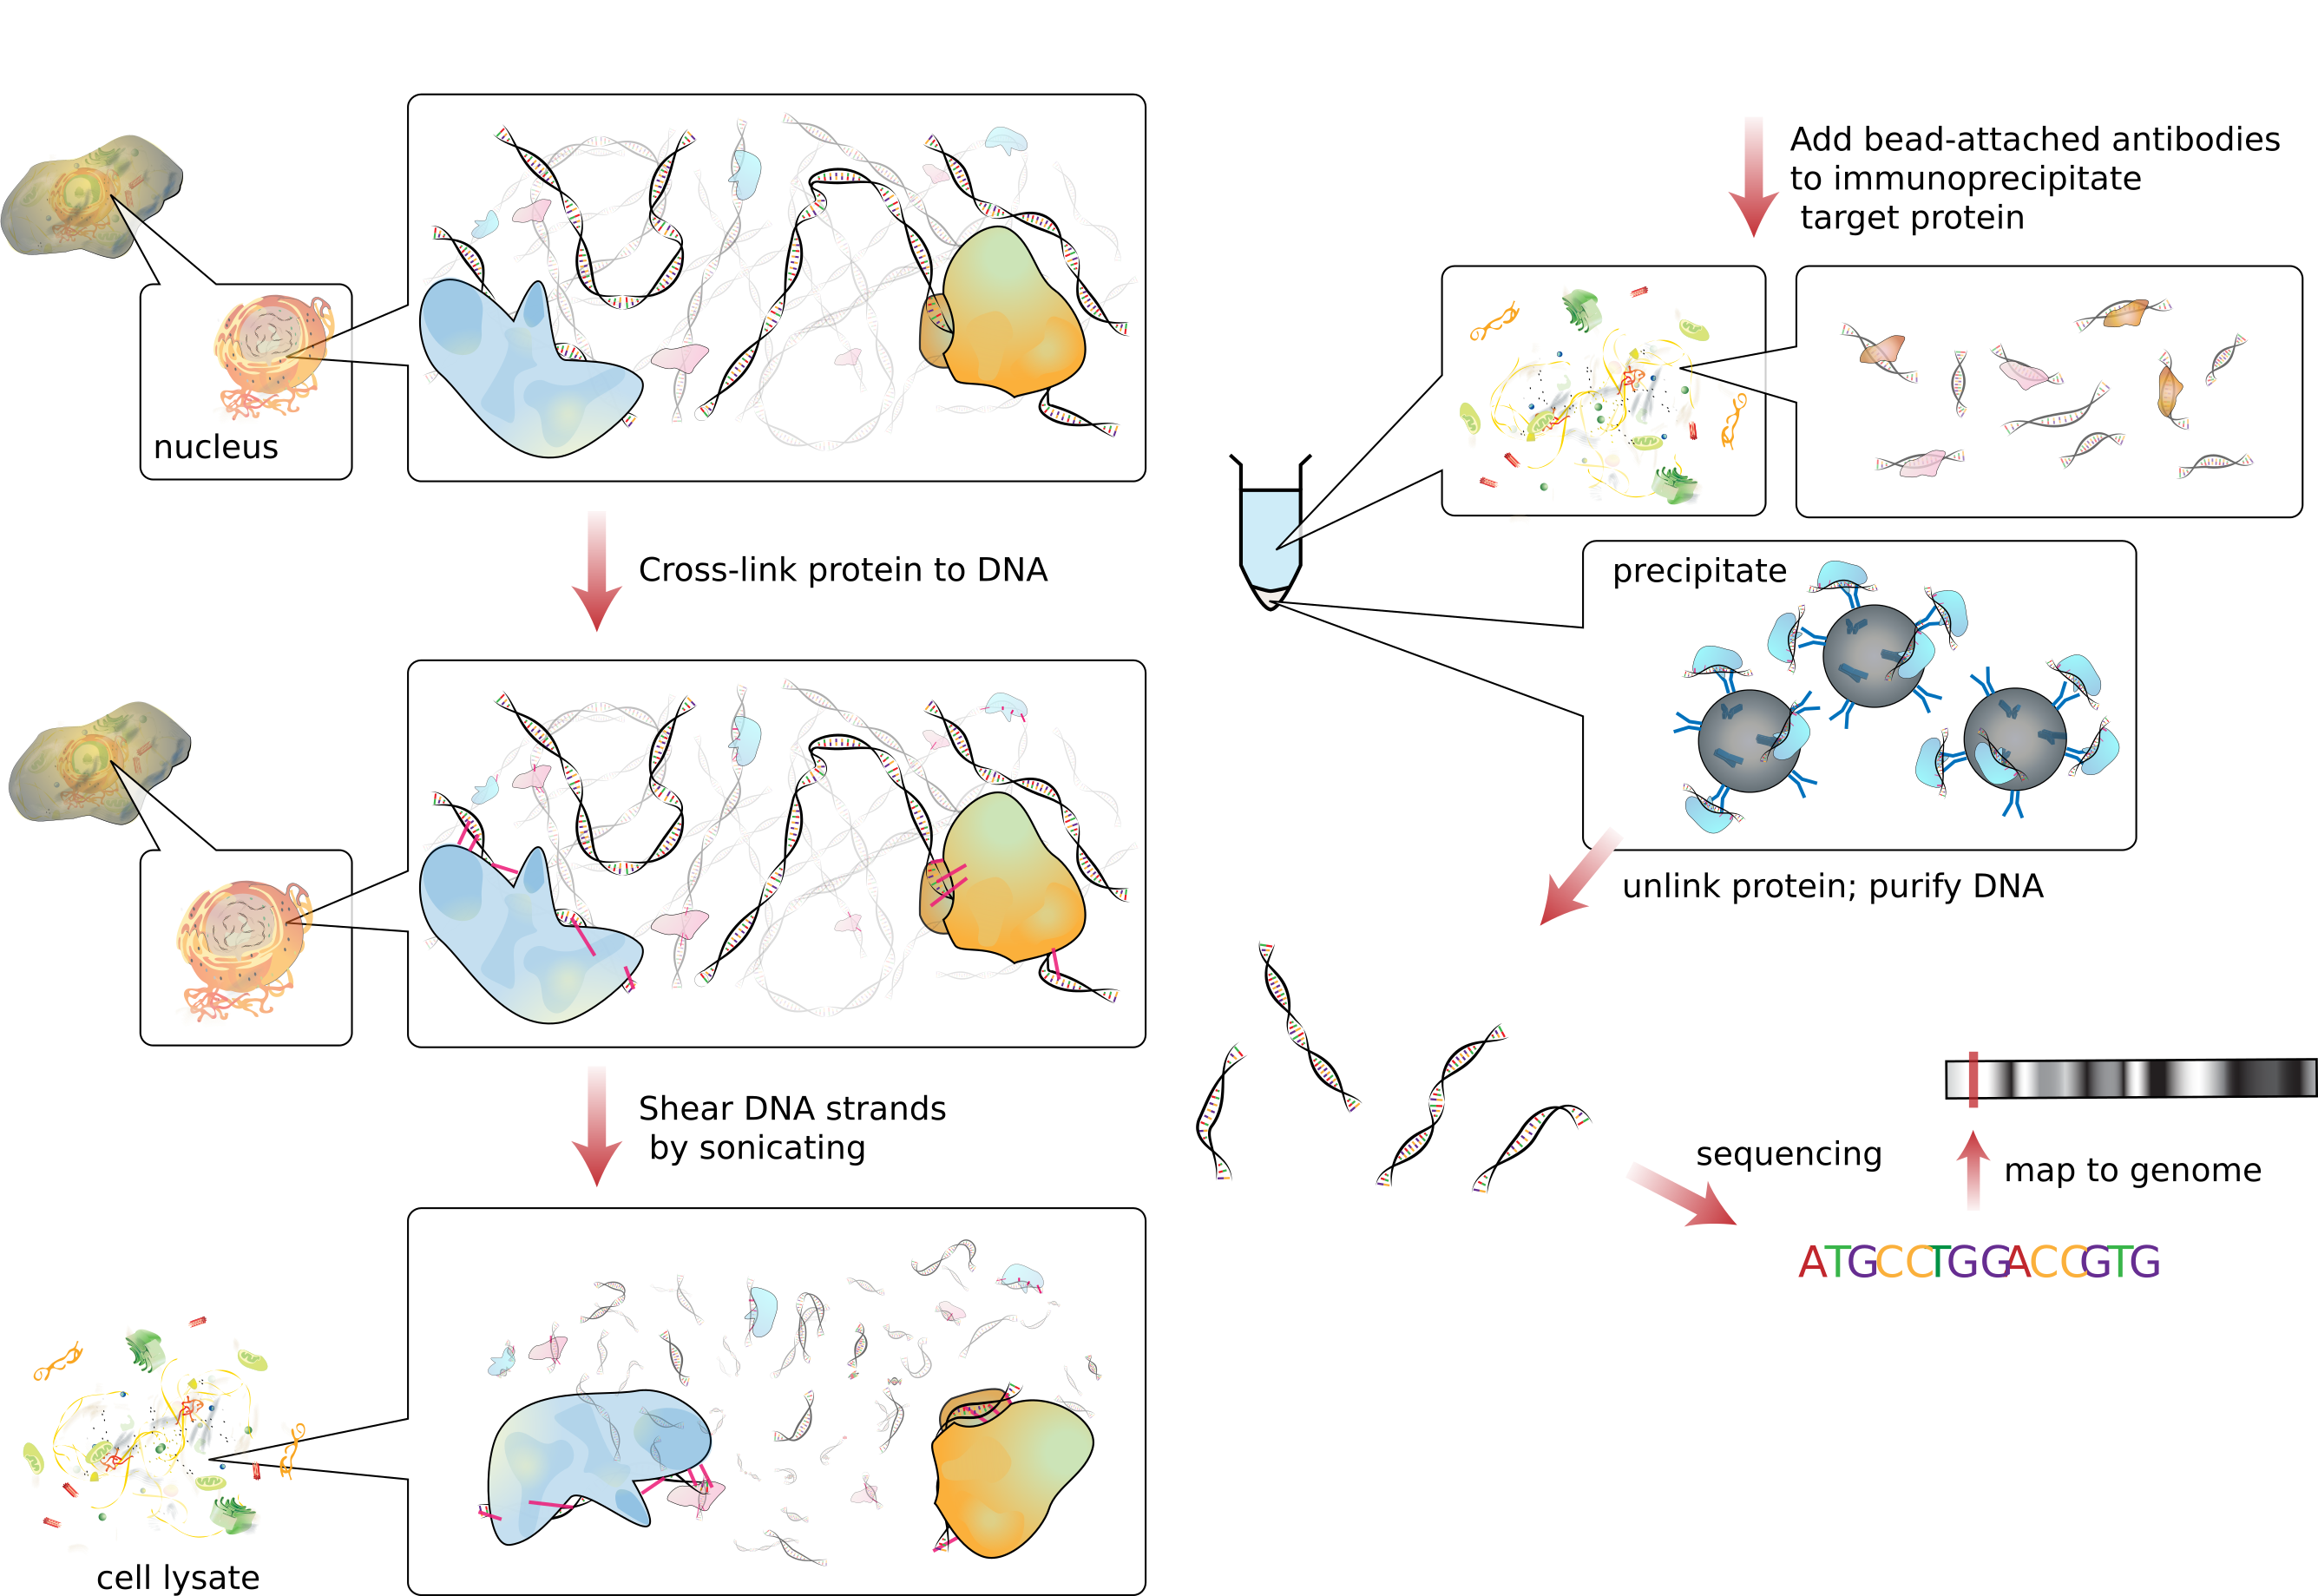 nucleus
Cross-link protein to DNA
Shear DNA strands
by sonicating
cell lysate
Add bead-attached antibodies
to immunoprecipitate
target protein
precipitate
unlink protein; purify DNA
sequencing
map to genome
ATGCCTGGACCGTG